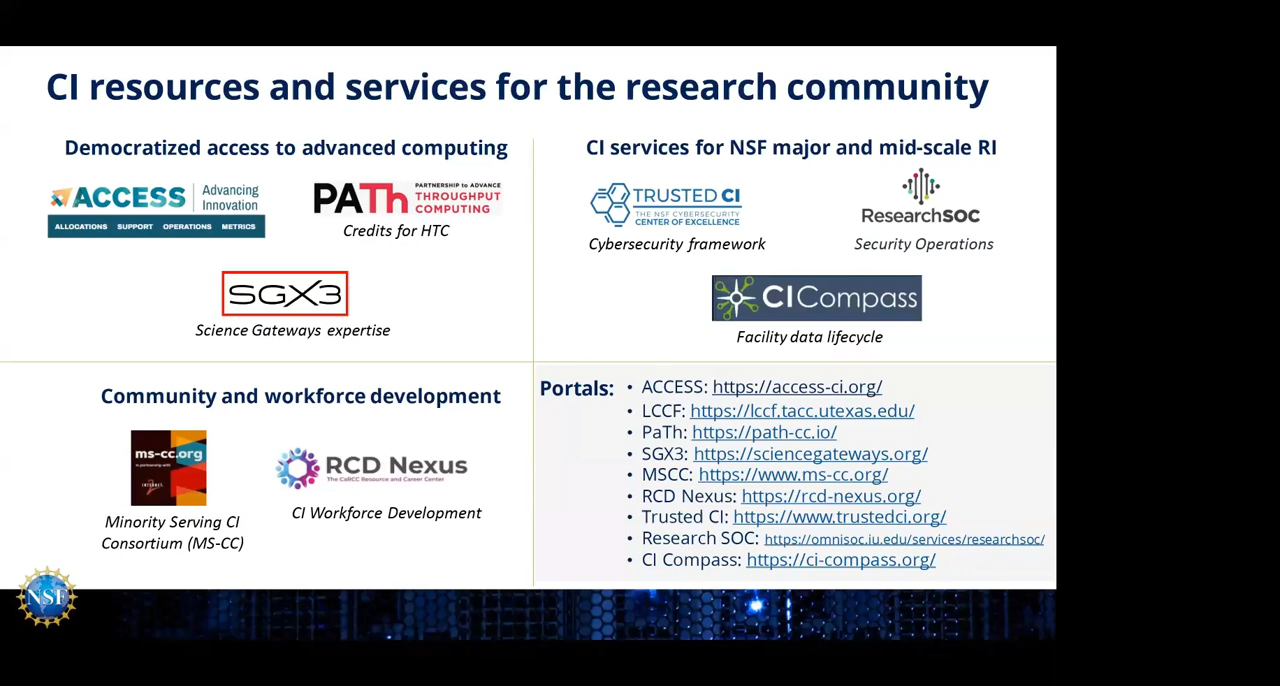 CI resources and services for the research community
Democratized access to advanced computing
ACCESS Advancing
Innovation
ALLOCATIONS SUPPORT OPERATIONS METRICS
PATh PARTNERSHIP to ADVANCE
THROUGHPUT
COMPUTING
Credits for HTC
SGX3
Science Gateways expertise
CI services for NSF major and mid-scale RI
TRUSTED CI
THE NSF CYBERSECURITY
CENTER OF EXCELLENCE
Cybersecurity framework
ResearchSOC
Security Operations
CI Compass
Facility data lifecycle
Community and workforce development
ms-cc.org
in partnership with
INTERNET
2
Minority Serving CI
Consortium (MS-CC)
RCD Nexus
The CaRCC Resource and Career Center
CI Workforce Development
Portals:
• ACCESS: https://access-ci.org/
• LCCF: https://lccf.tacc.utexas.edu/
• PaTh: https://path-cc.io/
• SGX3: https://sciencegateways.org/
• MSCC: https://www.ms-cc.org/
• RCD Nexus: https://rcd-nexus.org/
• Trusted CI: https://www.trustedci.org/
• Research SOC: https://omnisoc.iu.edu/services/researchsoc/
• CI Compass: https://ci-compass.org/
NSF